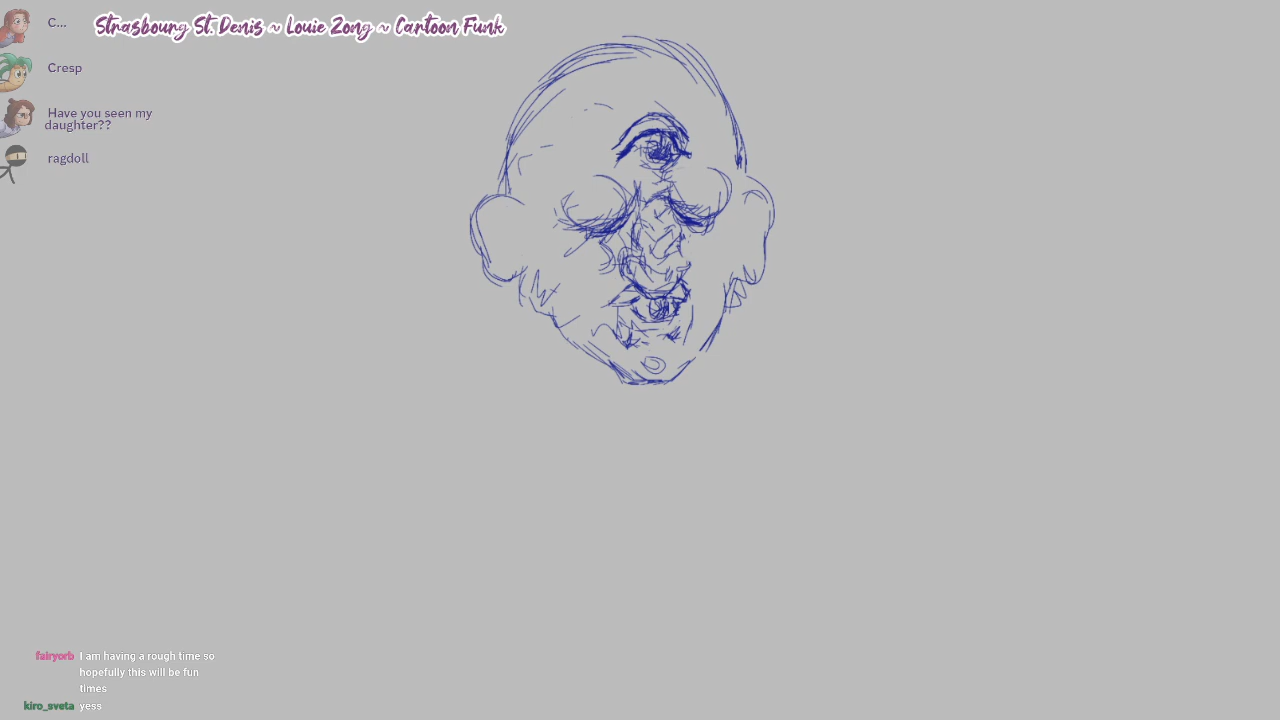 C...
Strasbourg St. Denis ~ Louie Zong ~ Cartoon Funk
Cresp
Have you seen my
daughter??
ragdoll
fairyorb I am having a rough time so
hopefully this will be fun
times
kiro_sveta yess